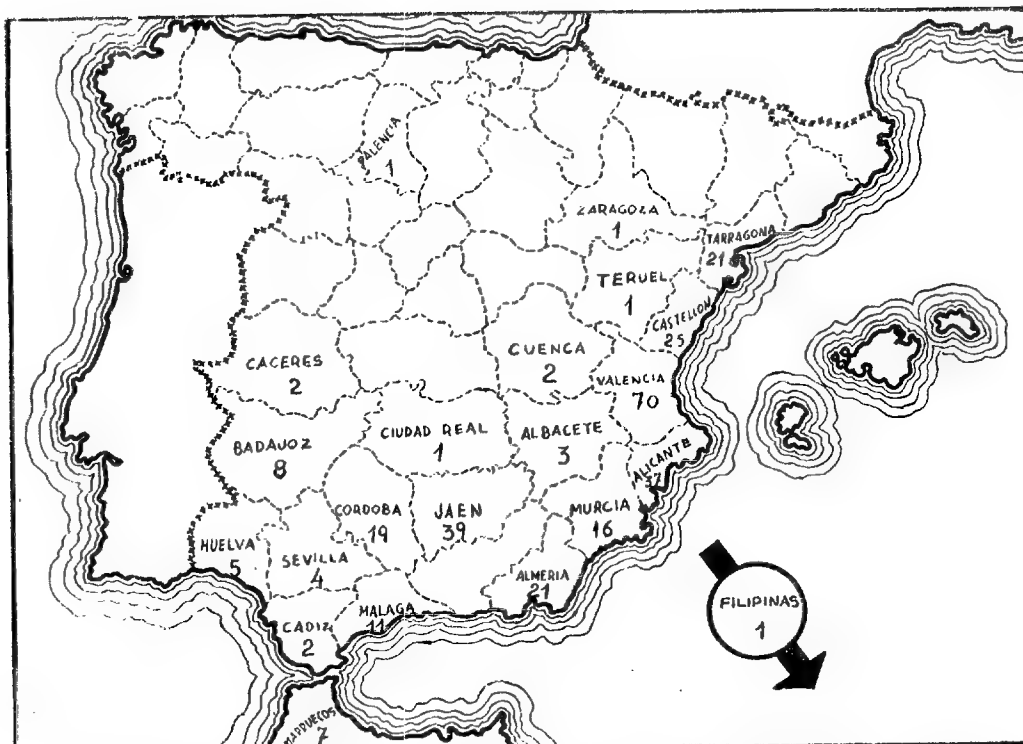 PALENCIA
1
ZARAGOZA
1
TARRAGONA
21
TERUEL
1
CASTELLON
25
CACERES
2
CUENCA
2
VALENCIA
70
BADAJOZ
8
CIUDAD REAL
1
ALBACETE
3
ALICANTE
CORDOBA
19
JAEN
39
MURCIA
16
HUELVA
5
SEVILLA
4
ALMERIA
21
MALAGA
11
CADIZ
2
FILIPINAS
1
MARRUECOS
7